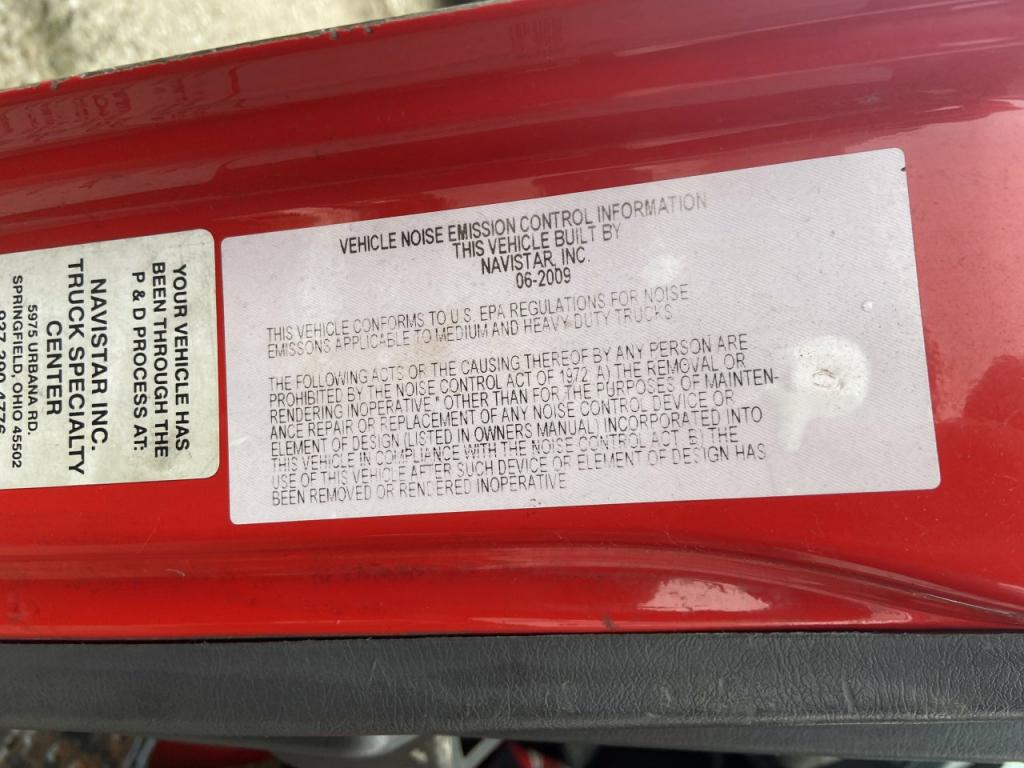 YOUR VEHICLE HAS
BEEN THROUGH THE
P & D PROCESS AT:
NAVISTAR INC.
TRUCK SPECIALTY
CENTER
5975 URBANA RD.
SPRINGFIELD, OHIO 45502
VEHICLE NOISE EMISSION CONTROL INFORMATION
THIS VEHICLE BUILT BY
NAVISTAR, INC.
06-2009
THIS VEHICLE CONFORMS TO U.S. EPA REGULATIONS FOR NOISE
EMISSONS APPLICABLE TO MEDIUM AND HEAVY DUTY TRUCKS
THE FOLLOWING ACTS OR THE CAUSING THEREOF BY ANY PERSON ARE
PROHIBITED BY THE NOISE CONTROL ACT OF 1972 A) THE REMOVAL OR
RENDERING INOPERATIVE " OTHER THAN FOR THE PURPOSES OF MAINTEN-
ANCE REPAIR OR REPLACEMENT OF ANY NOISE CONTROL DEVICE OR
ELEMENT OF DESIGN (LISTED IN OWNERS MANUAL) INCORPORATED INTO
THIS VEHICLE IN COMPLIANCE WITH THE NOISE CONTROL ACT B) THE
USE OF THIS VEHICLE AFTER SUCH DEVICE OR ELEMENT OF DESIGN HAS
BEEN REMOVED OR RENDERED INOPERATIVE